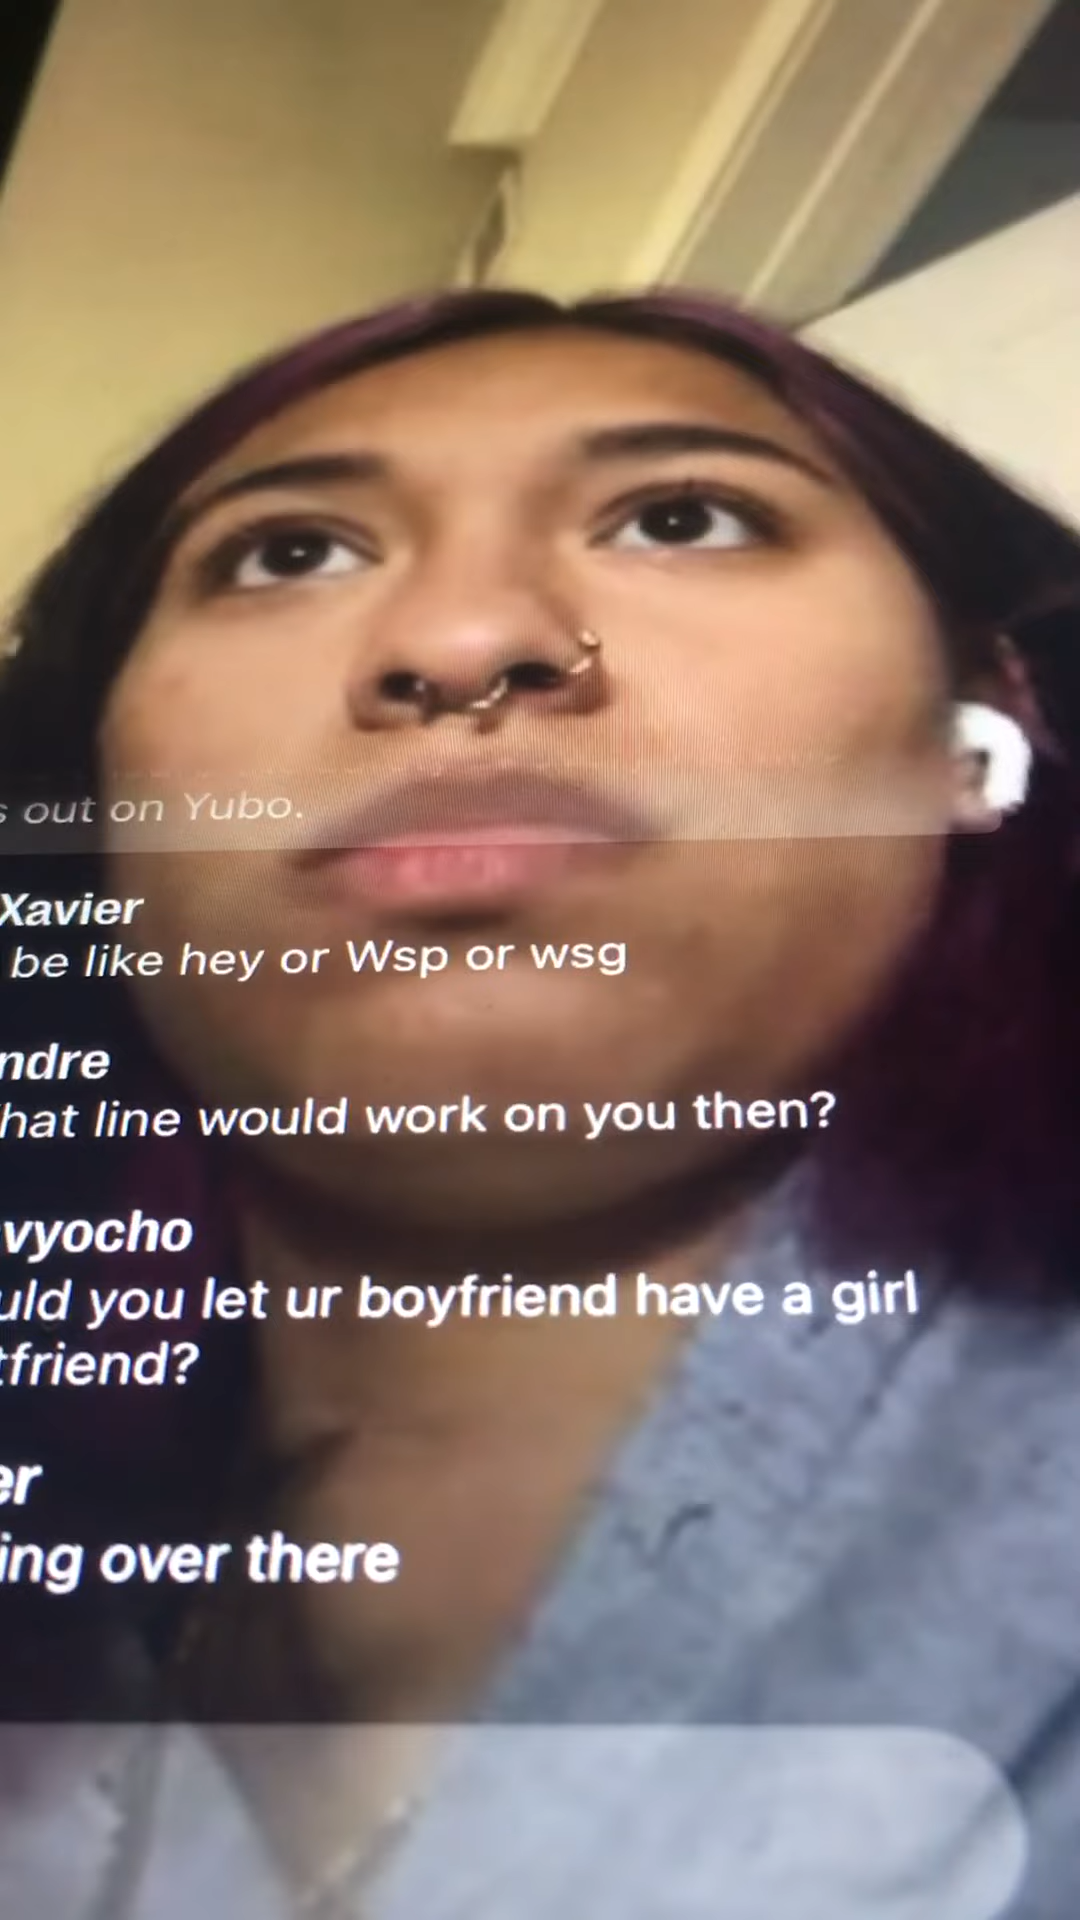 out on Yubo.
Xavier
be like hey or Wsp or wsg
ndre
hat line would work on you then?
vyocho
uld you let ur boyfriend have a girl
tfriend?
er
ing over there